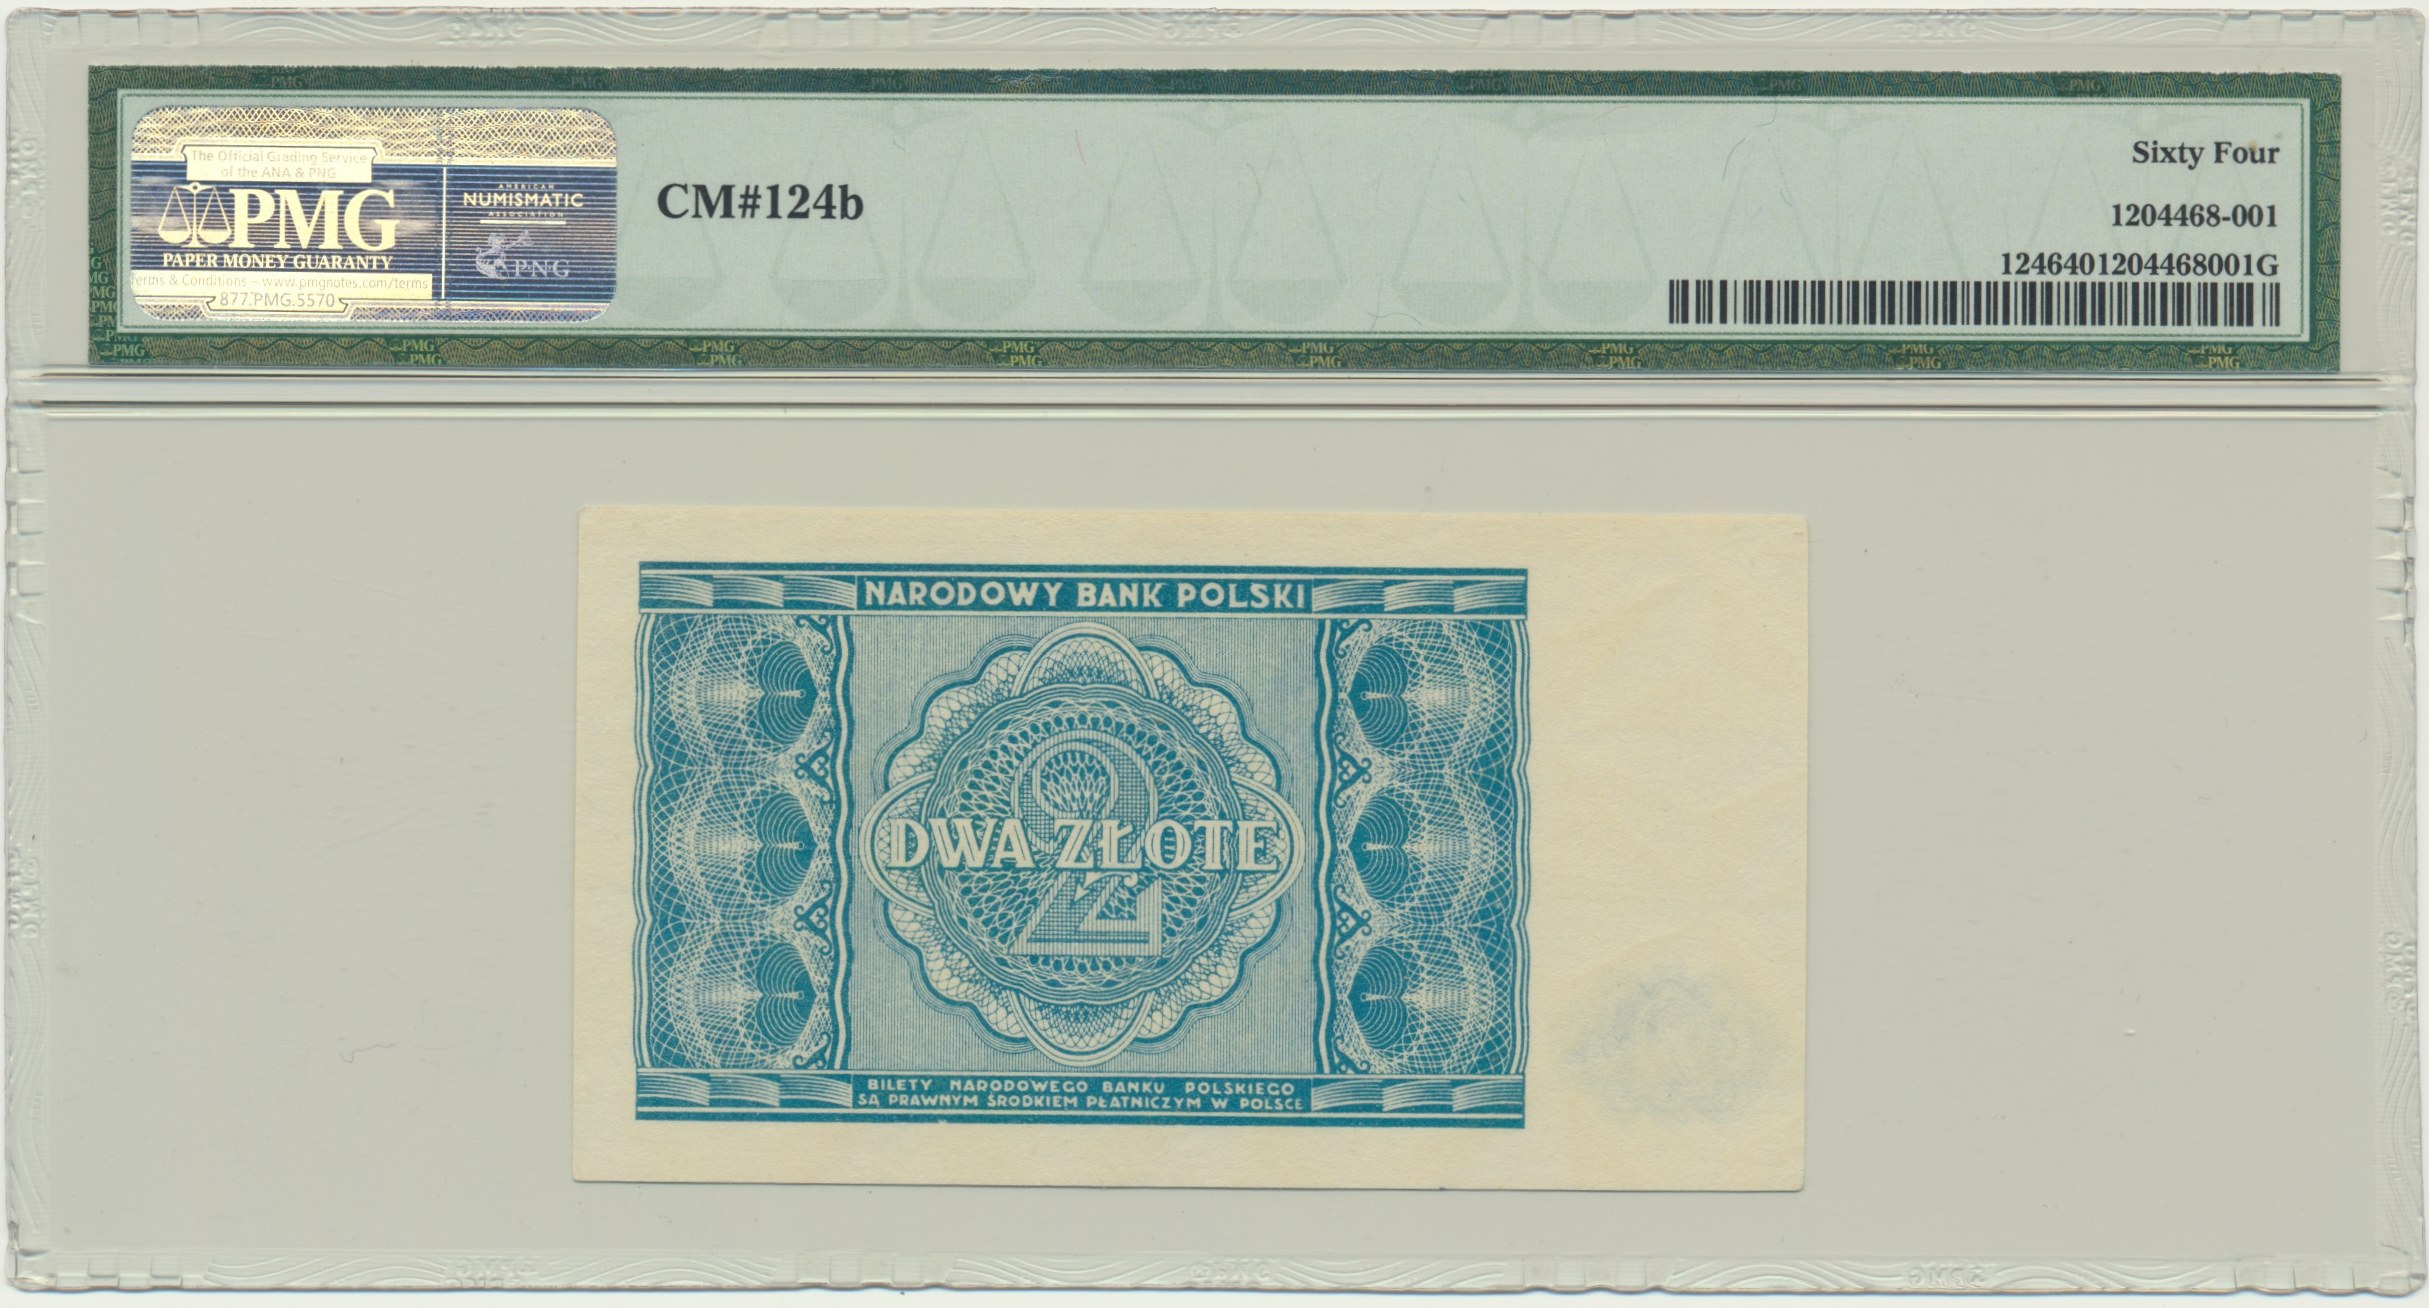 The Official Grading Service
of the ANA & PNG
PMG
PAPER MONEY GUARANTY
Terms & Conditions – www.pmgnotes.com/terms
877.PMG.5570
AMERICAN
NUMISMATIC
ASSOCIATION
PNG
CM#124b
Sixty Four
1204468-001
1246401204468001G
NARODOWY BANK POLSKI
2
DWA ZŁOTE
BILETY NARODOWEGO BANKU POLSKIEGO
SĄ PRAWNYM ŚRODKIEM PŁATNICZYM W POLSCE